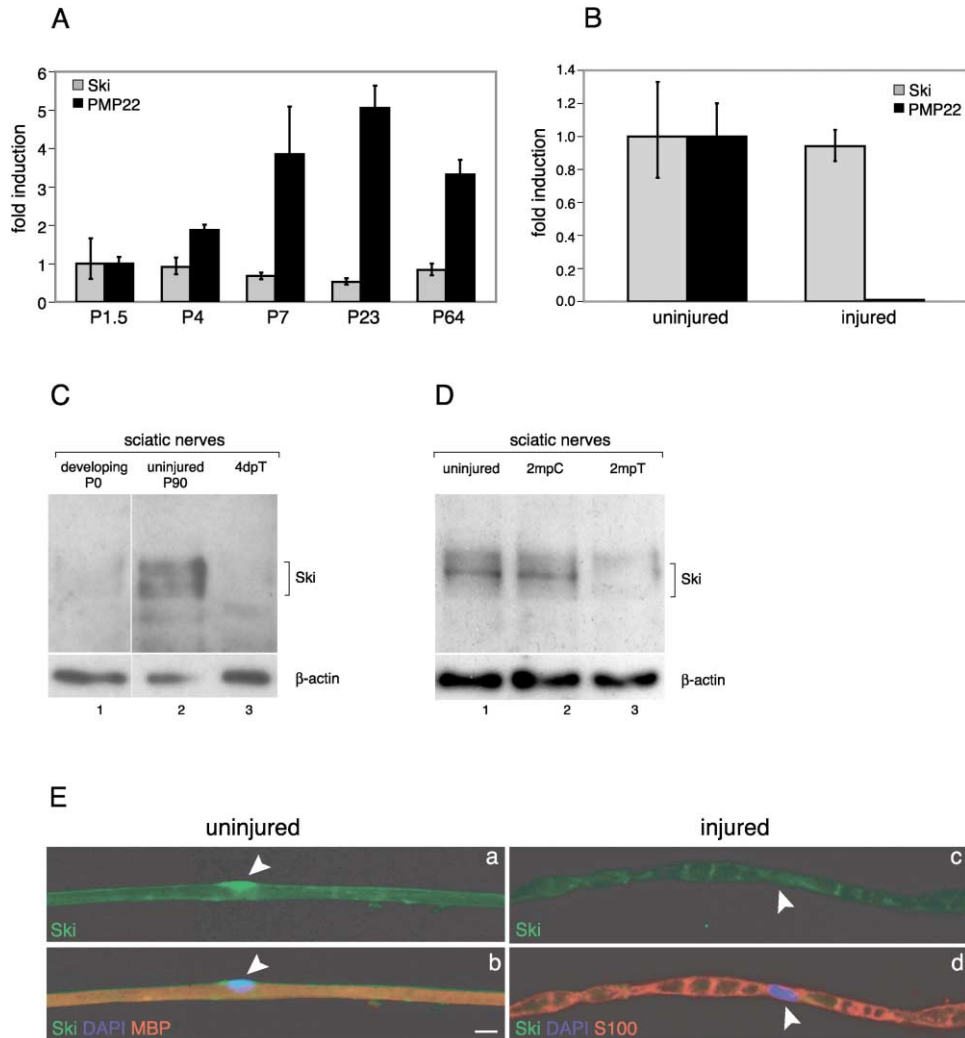 A
fold induction
6
5
4
3
2
1
0
Ski
PMP22
P1.5 P4 P7 P23 P64
B
fold induction
1.4
1.2
1.0
0.8
0.6
0.4
0.2
0.0
Ski
PMP22
uninjured injured
C
sciatic nerves
developing uninjured 4dpT
P0 P90
Ski
β-actin
1 2 3
D
sciatic nerves
uninjured 2mpC 2mpT
Ski
β-actin
1 2 3
E
uninjured injured
a
Ski
c
Ski
b
Ski DAPI MBP
d
Ski DAPI S100